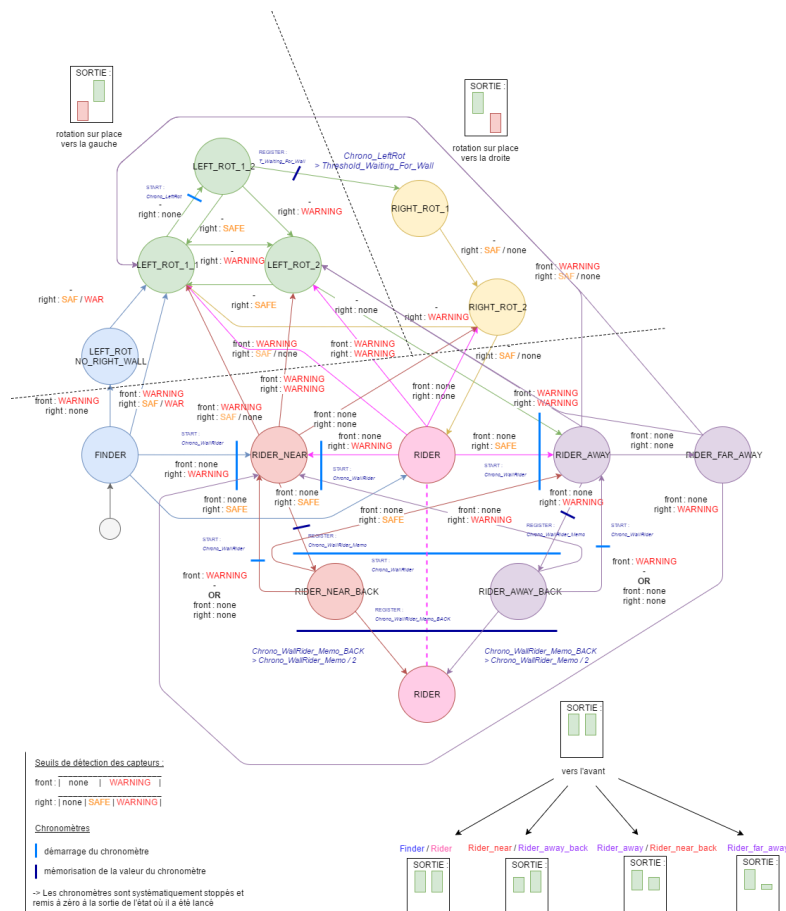 SORTIE :
rotation sur place
vers la gauche
SORTIE :
rotation sur place
vers la droite
LEFT_ROT_1_2
REGISTER :
T_Waiting_For_Wall
Chrono_LeftRot
> Threshold_Waiting_For_Wall
START :
Chrono_LeftRot
-
right : none
-
right : SAFE
-
right : WARNING
RIGHT_ROT_1
-
right : SAF / none
LEFT_ROT_1_1
-
right : WARNING
LEFT_ROT_2
front : WARNING
right : SAF / none
-
right : SAF / WAR
-
right : SAFE
-
right : none
-
right : WARNING
RIGHT_ROT_2
LEFT_ROT
NO_RIGHT_WALL
front : WARNING
right : SAF / none
front : WARNING
right : WARNING
-
right : SAF / none
front : WARNING
right : none
front : WARNING
right : SAF / WAR
front : WARNING
right : SAF / none
front : WARNING
right : WARNING
front : none
right : none
front : none
right : none
front : WARNING
right : WARNING
FINDER
START :
Chrono_WallRider
RIDER_NEAR
front : none
right : WARNING
RIDER
front : none
right : SAFE
RIDER_AWAY
front : none
right : none
RIDER_FAR_AWAY
front : none
right : WARNING
START :
Chrono_WallRider
START :
Chrono_WallRider
front : none
right : SAFE
front : none
right : SAFE
front : none
right : SAFE
front : none
right : WARNING
front : none
right : WARNING
front : none
right : WARNING
START :
Chrono_WallRider
REGISTER :
Chrono_WallRider_Memo
REGISTER :
Chrono_WallRider_Memo
START :
Chrono_WallRider
START :
Chrono_WallRider
front : WARNING
-
OR
front : none
right : none
RIDER_NEAR_BACK
RIDER_AWAY_BACK
front : WARNING
-
OR
front : none
right : none
REGISTER :
Chrono_WallRider_Memo_BACK
Chrono_WallRider_Memo_BACK
> Chrono_WallRider_Memo / 2
Chrono_WallRider_Memo_BACK
> Chrono_WallRider_Memo / 2
RIDER
SORTIE :
vers l'avant
Seuils de détection des capteurs :
front : | none | WARNING |
right : | none | SAFE | WARNING |
Chronomètres
démarrage du chronomètre
mémorisation de la valeur du chronomètre
-> Les chronomètres sont systématiquement stoppés et
remis à zéro à la sortie de l'état où il a été lancé
Finder / Rider
Rider_near / Rider_away_back
Rider_away / Rider_near_back
Rider_far_away
SORTIE :
SORTIE :
SORTIE :
SORTIE :